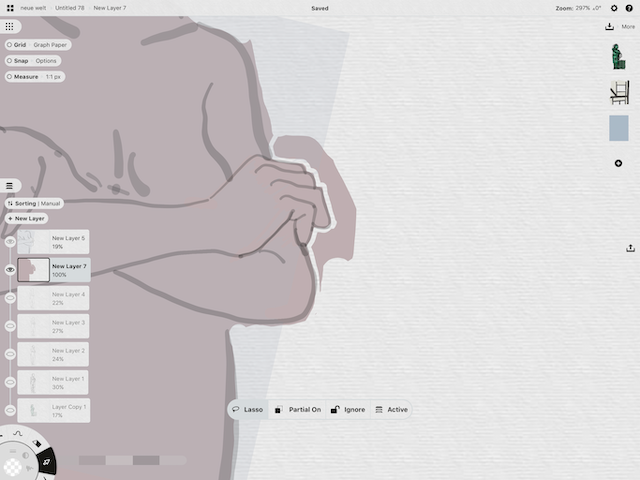 neue welt · Untitled 78 · New Layer 7
Saved
Zoom: 297% ⦣0°
Grid · Graph Paper
More
Snap · Options
Measure · 1:1 px
Sorting | Manual
+ New Layer
New Layer 5
19%
New Layer 7
100%
New Layer 4
22%
New Layer 3
27%
New Layer 2
24%
New Layer 1
30%
Layer Copy 1
17%
Lasso
Partial On
Ignore
Active